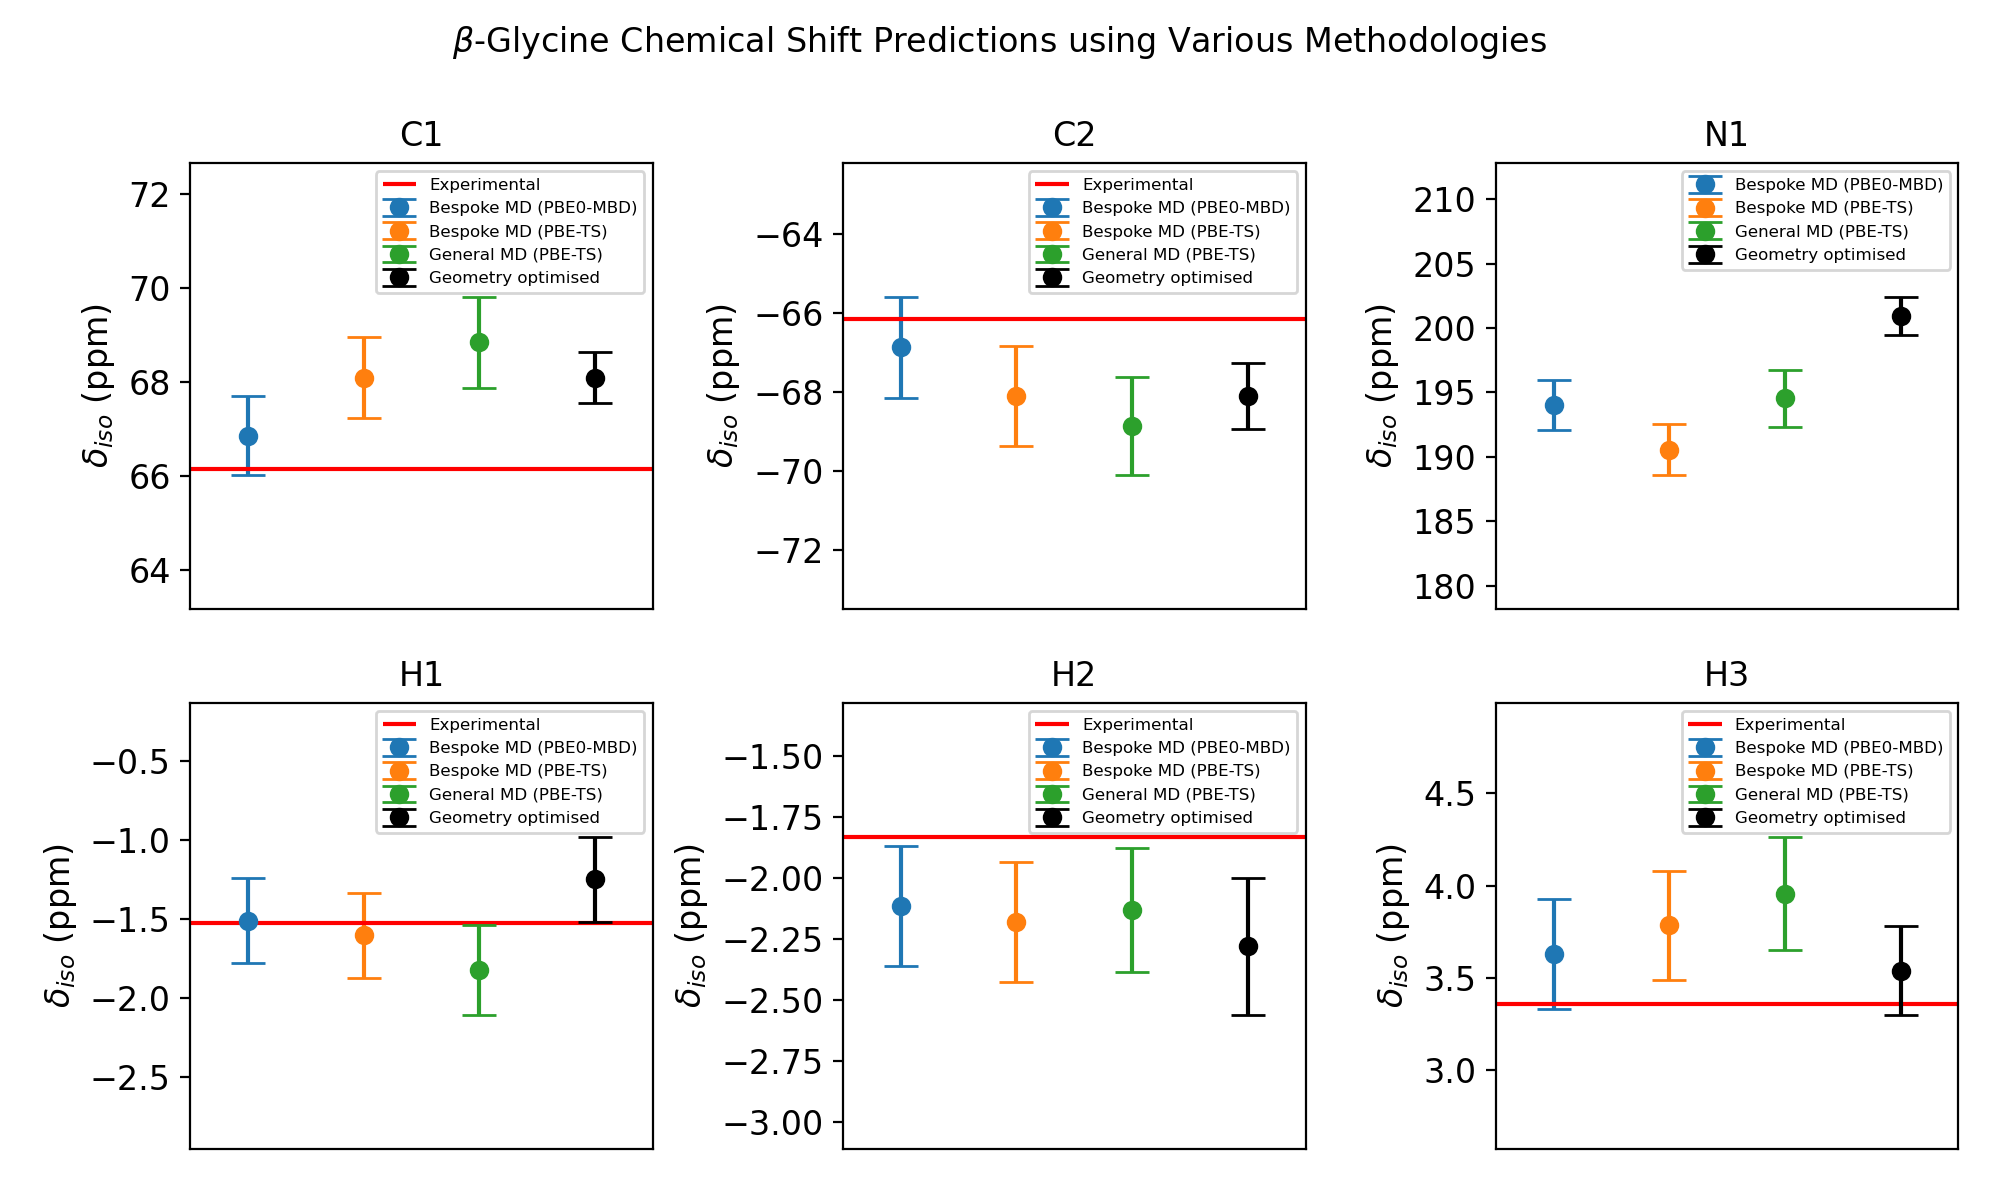 β-Glycine Chemical Shift Predictions using Various Methodologies
C1
δiso (ppm)
72
70
68
66
64
Experimental
Bespoke MD (PBE0-MBD)
Bespoke MD (PBE-TS)
General MD (PBE-TS)
Geometry optimised
C2
δiso (ppm)
−64
−66
−68
−70
−72
Experimental
Bespoke MD (PBE0-MBD)
Bespoke MD (PBE-TS)
General MD (PBE-TS)
Geometry optimised
N1
δiso (ppm)
210
205
200
195
190
185
180
Bespoke MD (PBE0-MBD)
Bespoke MD (PBE-TS)
General MD (PBE-TS)
Geometry optimised
H1
δiso (ppm)
−0.5
−1.0
−1.5
−2.0
−2.5
Experimental
Bespoke MD (PBE0-MBD)
Bespoke MD (PBE-TS)
General MD (PBE-TS)
Geometry optimised
H2
δiso (ppm)
−1.50
−1.75
−2.00
−2.25
−2.50
−2.75
−3.00
Experimental
Bespoke MD (PBE0-MBD)
Bespoke MD (PBE-TS)
General MD (PBE-TS)
Geometry optimised
H3
δiso (ppm)
4.5
4.0
3.5
3.0
Experimental
Bespoke MD (PBE0-MBD)
Bespoke MD (PBE-TS)
General MD (PBE-TS)
Geometry optimised